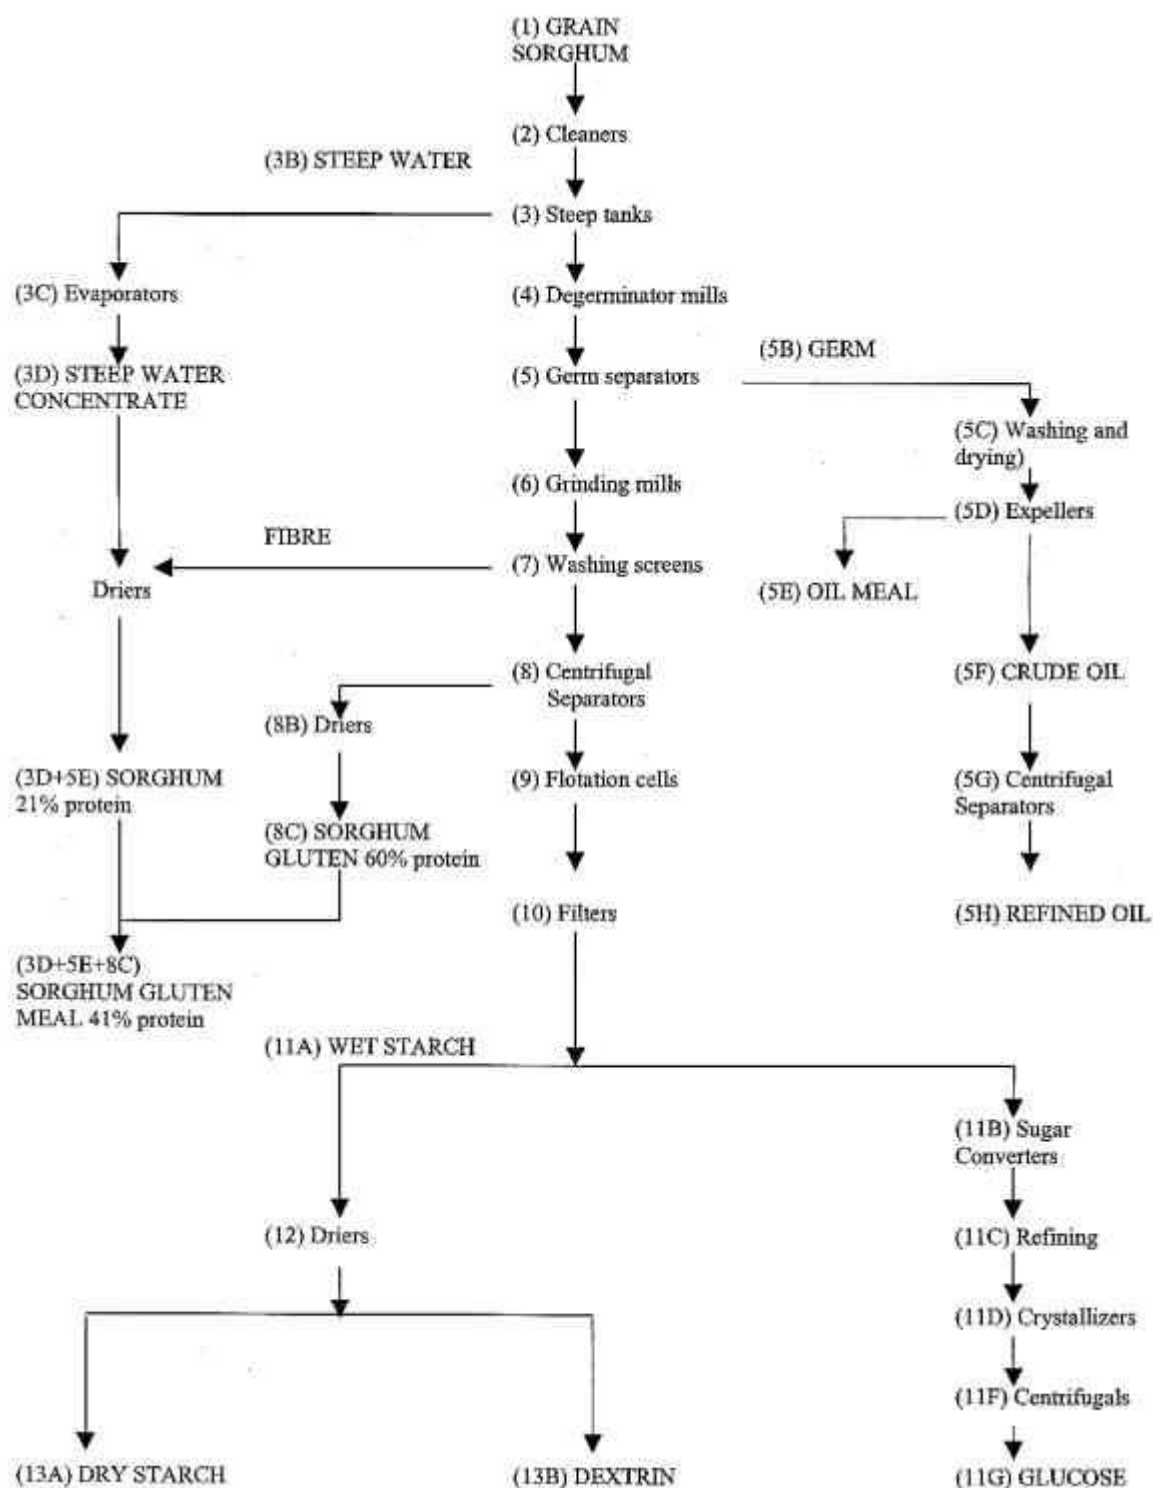 (1) GRAIN
SORGHUM
(2) Cleaners
(3B) STEEP WATER
(3) Steep tanks
(3C) Evaporators
(4) Degerminator mills
(5B) GERM
(3D) STEEP WATER
CONCENTRATE
(5) Germ separators
(5C) Washing and
drying)
(6) Grinding mills
(5D) Expellers
FIBRE
(7) Washing screens
Driers
(5E) OIL MEAL
(8) Centrifugal
Separators
(5F) CRUDE OIL
(8B) Driers
(3D+5E) SORGHUM
21% protein
(9) Flotation cells
(5G) Centrifugal
Separators
(8C) SORGHUM
GLUTEN 60% protein
(10) Filters
(5H) REFINED OIL
(3D+5E+8C)
SORGHUM GLUTEN
MEAL 41% protein
(11A) WET STARCH
(11B) Sugar
Converters
(12) Driers
(11C) Refining
(11D) Crystallizers
(11F) Centrifugals
(13A) DRY STARCH
(13B) DEXTRIN
(11G) GLUCOSE